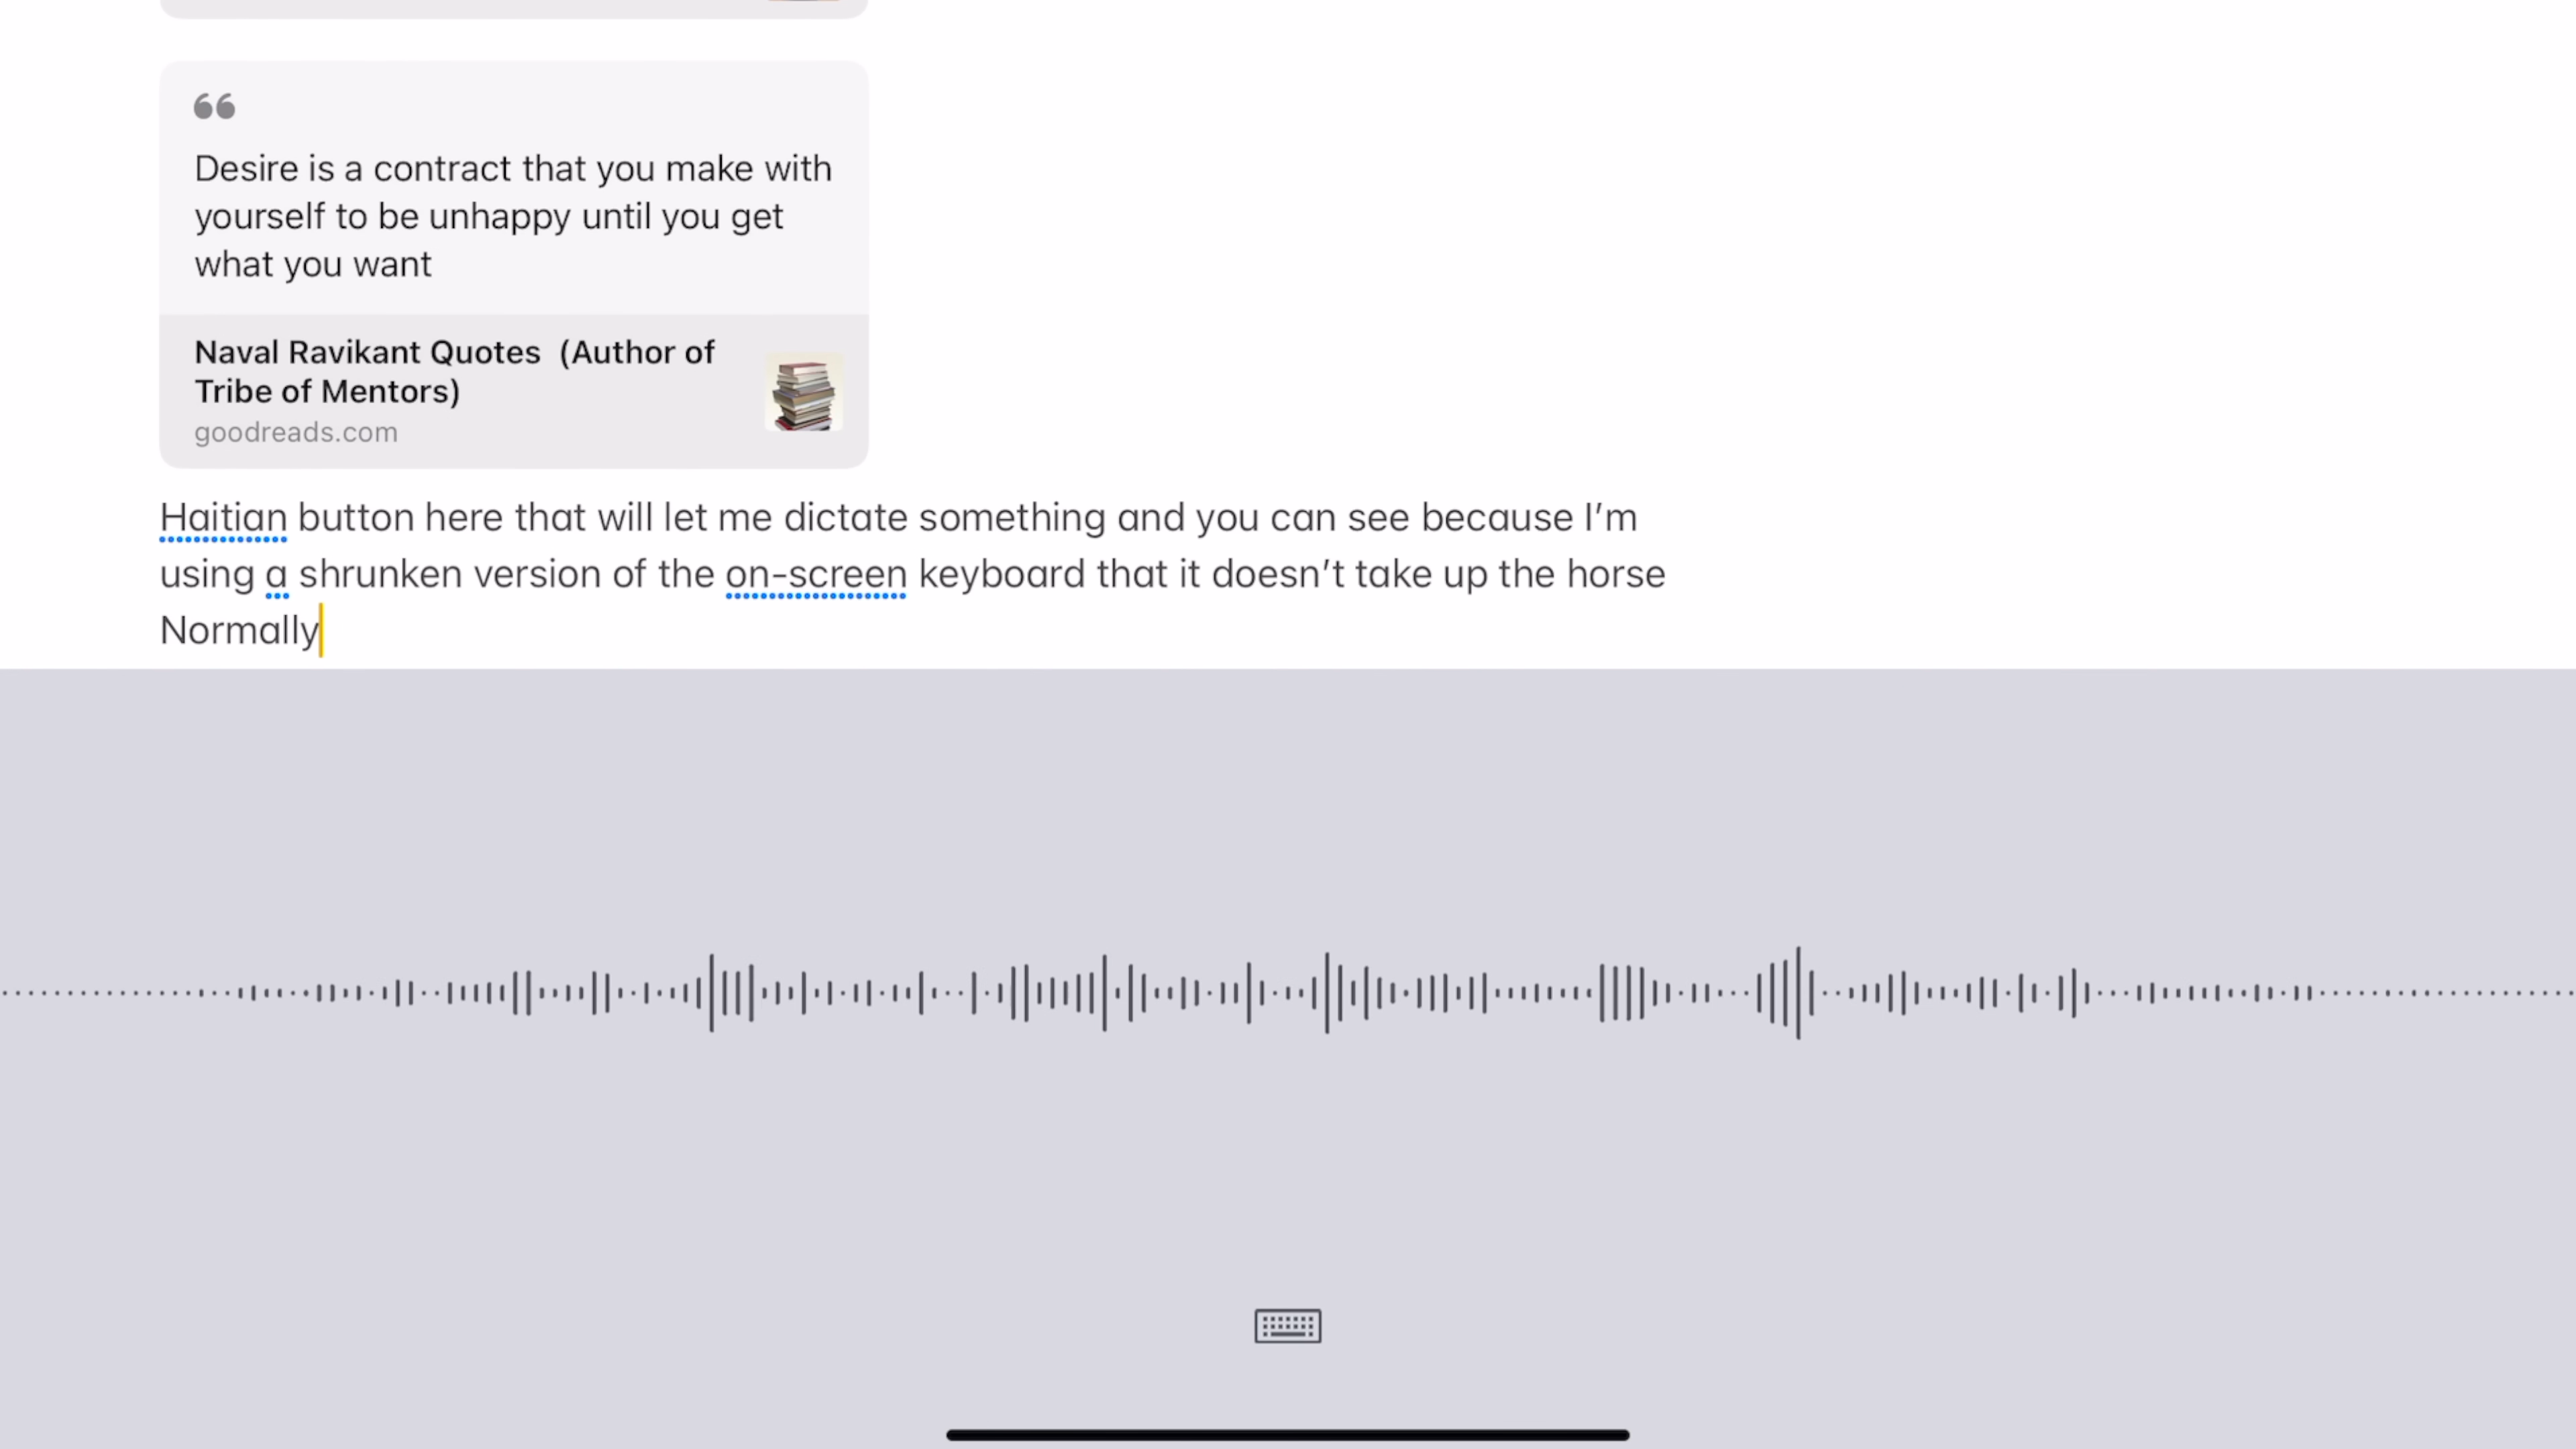 Desire is a contract that you make with
yourself to be unhappy until you get
what you want
Naval Ravikant Quotes (Author of
Tribe of Mentors)
goodreads.com
Haitian button here that will let me dictate something and you can see because I’m
using a shrunken version of the on-screen keyboard that it doesn’t take up the horse
Normally